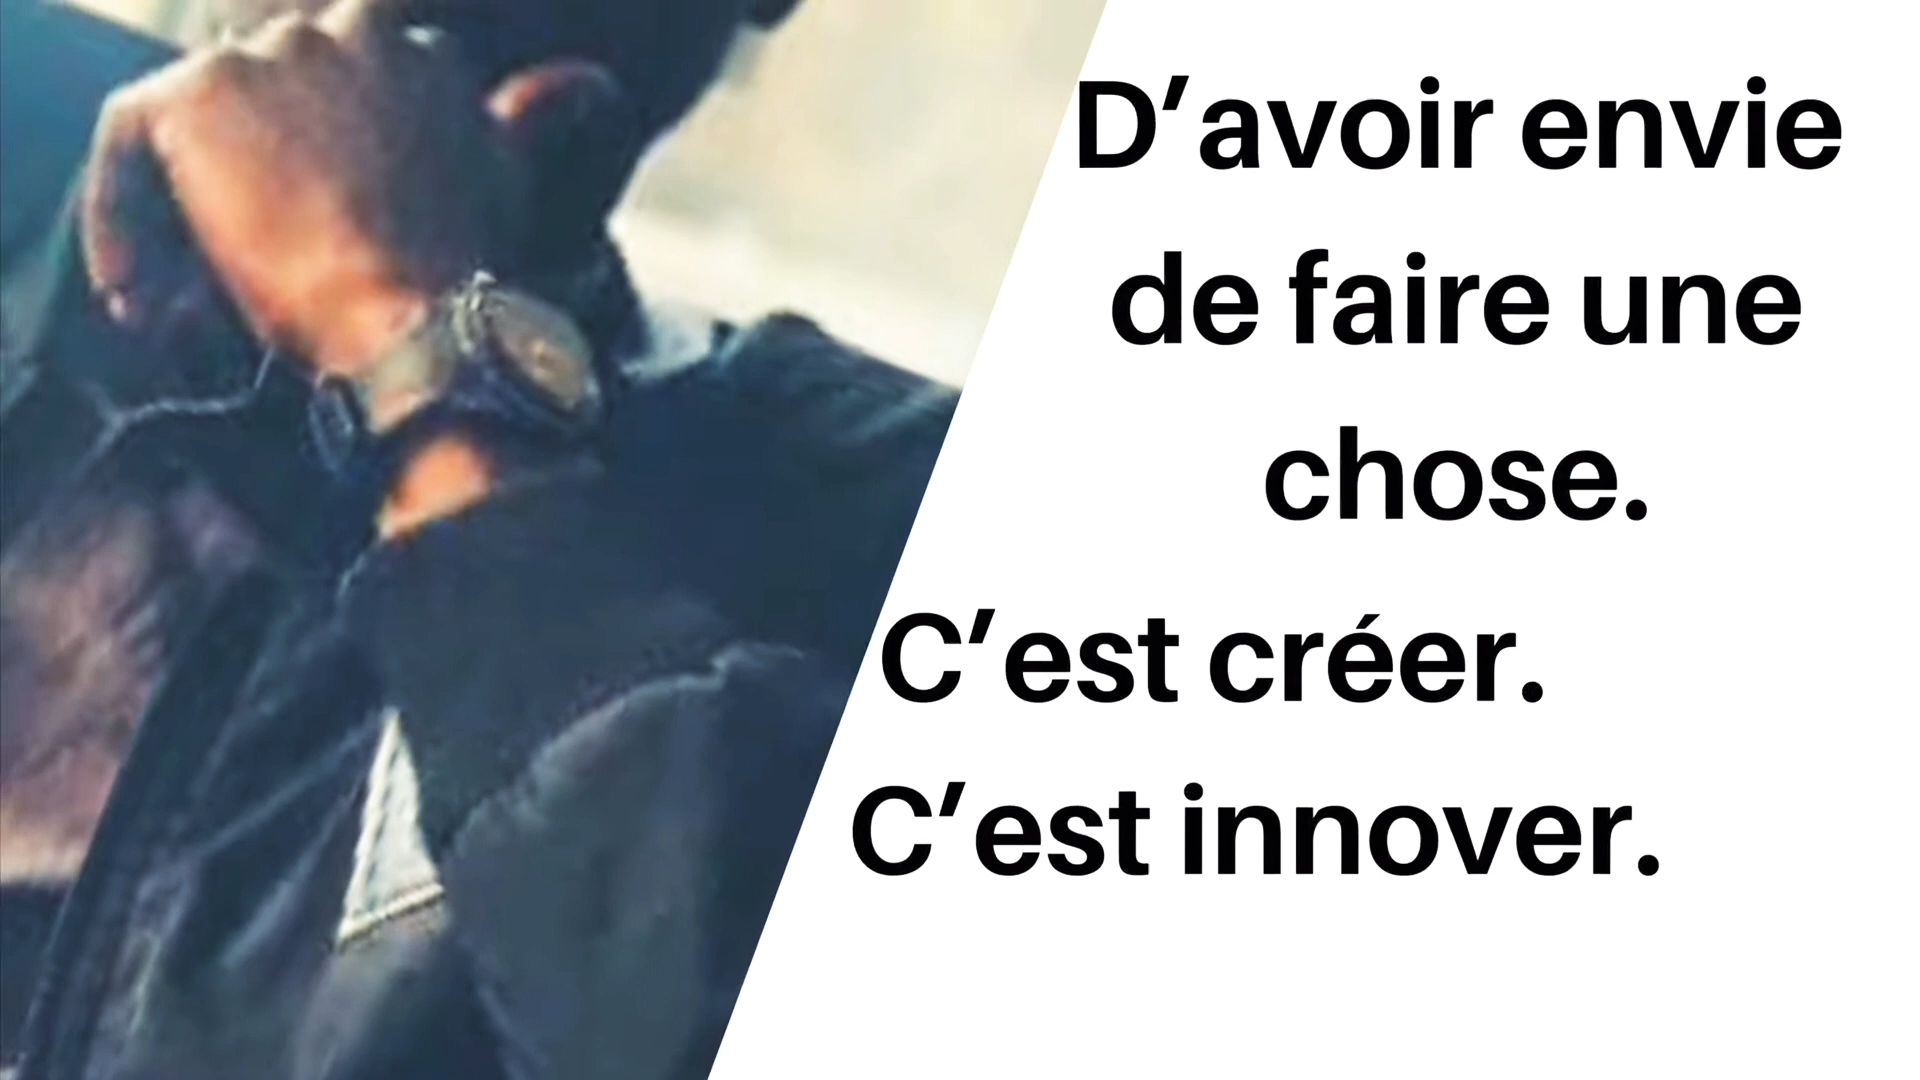 D’avoir envie
de faire une
chose.
C’est créer.
C’est innover.